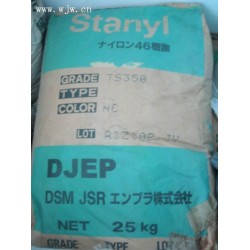 www.wjw.cn
Stanyl
ナイロン46樹脂
GRADE TS350
TYPE
COLOR NC
LOT
DJEP
DSM JSR エンプラ株式会社
NET 25 kg
GRADE TYPE LO